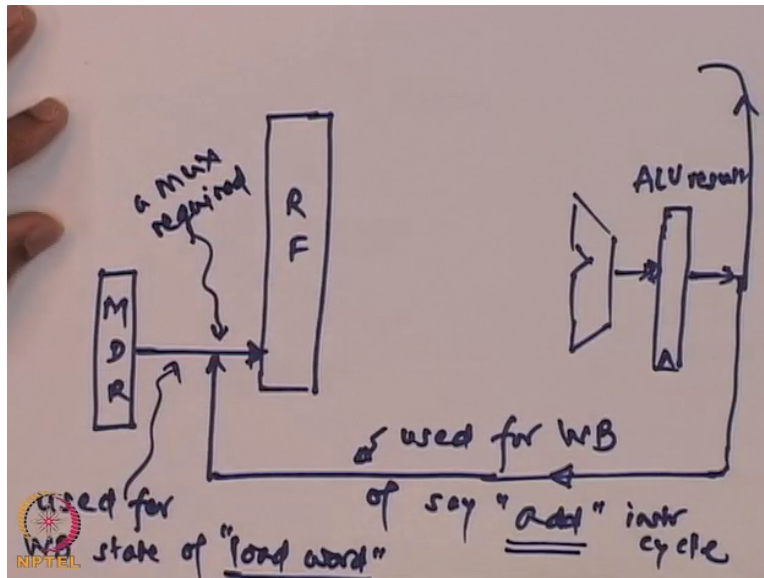 a mux
required
R
F
ALU result
M
D
R
used for WB
of say "add" instr
cycle
used for
WB state of "load word"
NPTEL